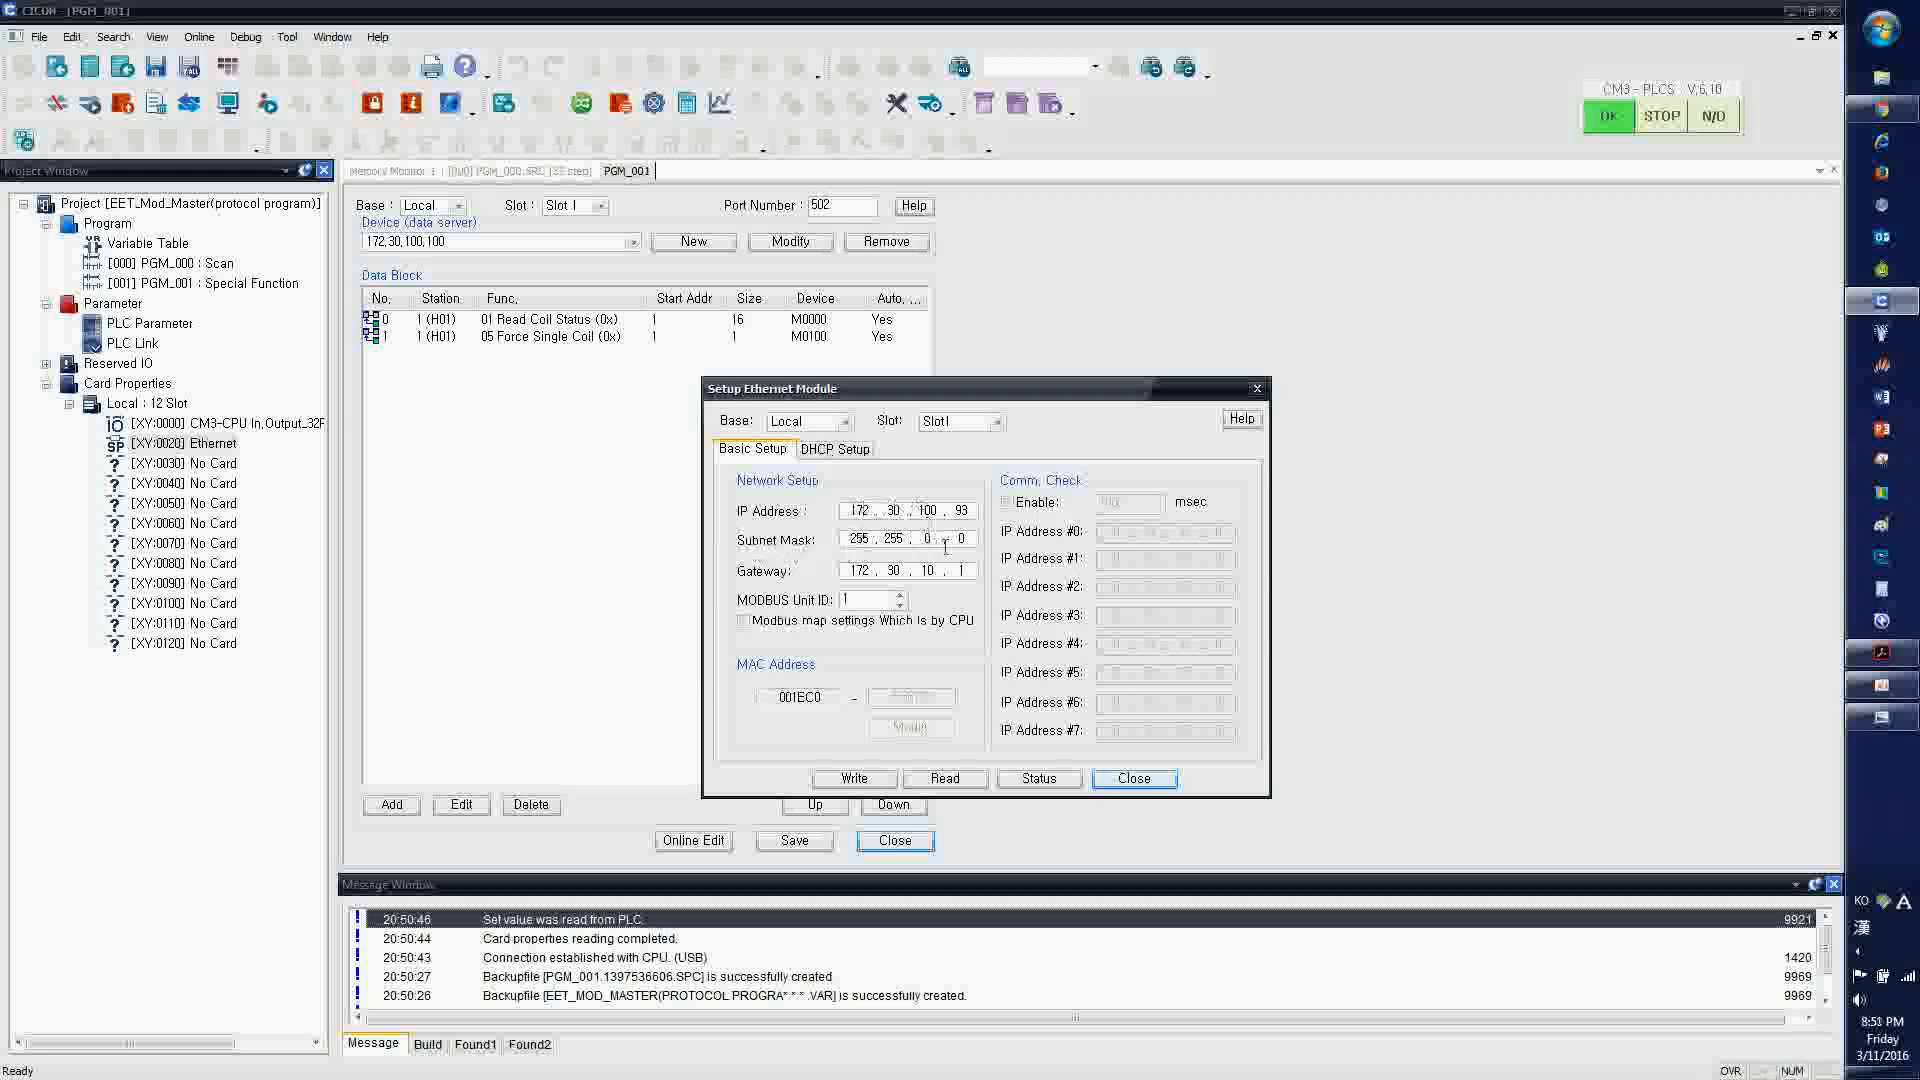 CICON - [PGM_001]
File Edit Search View Online Debug Tool Window Help
CM3 - PLCS V.6.10
OK STOP N/O
Project Window
Memory Monitor 1 PGM_001
Project [EET_Mod_Master(protocol program)]
Program
Variable Table
[000] PGM_000 : Scan
[001] PGM_001 : Special Function
Parameter
PLC Parameter
PLC Link
Reserved IO
Card Properties
Local : 12 Slot
[XY:0000] CM3-CPU In,Output_32P
[XY:0020] Ethernet
[XY:0030] No Card
[XY:0040] No Card
[XY:0050] No Card
[XY:0060] No Card
[XY:0070] No Card
[XY:0080] No Card
[XY:0090] No Card
[XY:0100] No Card
[XY:0110] No Card
[XY:0120] No Card
Base : Local Slot : Slot I Port Number : 502 Help
Device (data server)
172,30,100,100 New Modify Remove
Data Block
No. Station Func. Start Addr Size Device Auto, ...
0 1 (H01) 01 Read Coil Status (0x) 1 16 M0000 Yes
1 1 (H01) 05 Force Single Coil (0x) 1 1 M0100 Yes
Setup Ethernet Module
Base: Local Slot: SlotI Help
Basic Setup DHCP Setup
Network Setup
IP Address : 172 . 30 . 100 . 93
Subnet Mask: 255 . 255 . 0 . 0
Gateway: 172 . 30 . 10 . 1
MODBUS Unit ID: 1
Modbus map settings Which is by CPU
MAC Address
001EC0 -
Modify
Comm. Check
Enable: msec
IP Address #0:
IP Address #1:
IP Address #2:
IP Address #3:
IP Address #4:
IP Address #5:
IP Address #6:
IP Address #7:
Write Read Status Close
Add Edit Delete Up Down
Online Edit Save Close
Message Window
20:50:46 Set value was read from PLC. 9921
20:50:44 Card properties reading completed.
20:50:43 Connection established with CPU. (USB) 1420
20:50:27 Backupfile [PGM_001.1397536606.SPC] is successfully created 9969
20:50:26 Backupfile [EET_MOD_MASTER(PROTOCOL PROGRA* * * .VAR] is successfully created. 9969
Message Build Found1 Found2
Ready
OVR NUM
KO A
漢
8:51 PM
Friday
3/11/2016